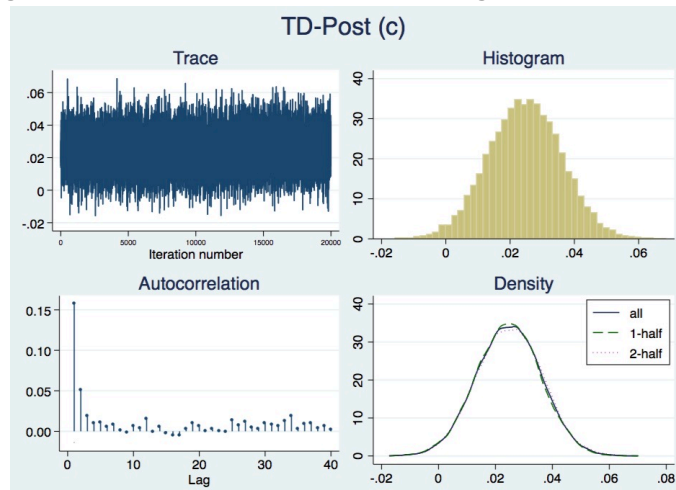 TD-Post (c)
Trace
.06
.04
.02
0
-.02
0 5000 10000 15000 20000
Iteration number
Histogram
40
30
20
10
0
-.02 0 .02 .04 .06
Autocorrelation
0.15
0.10
0.05
0.00
0 10 20 30 40
Lag
Density
40
30
20
10
0
-.02 0 .02 .04 .06 .08
all
1-half
2-half